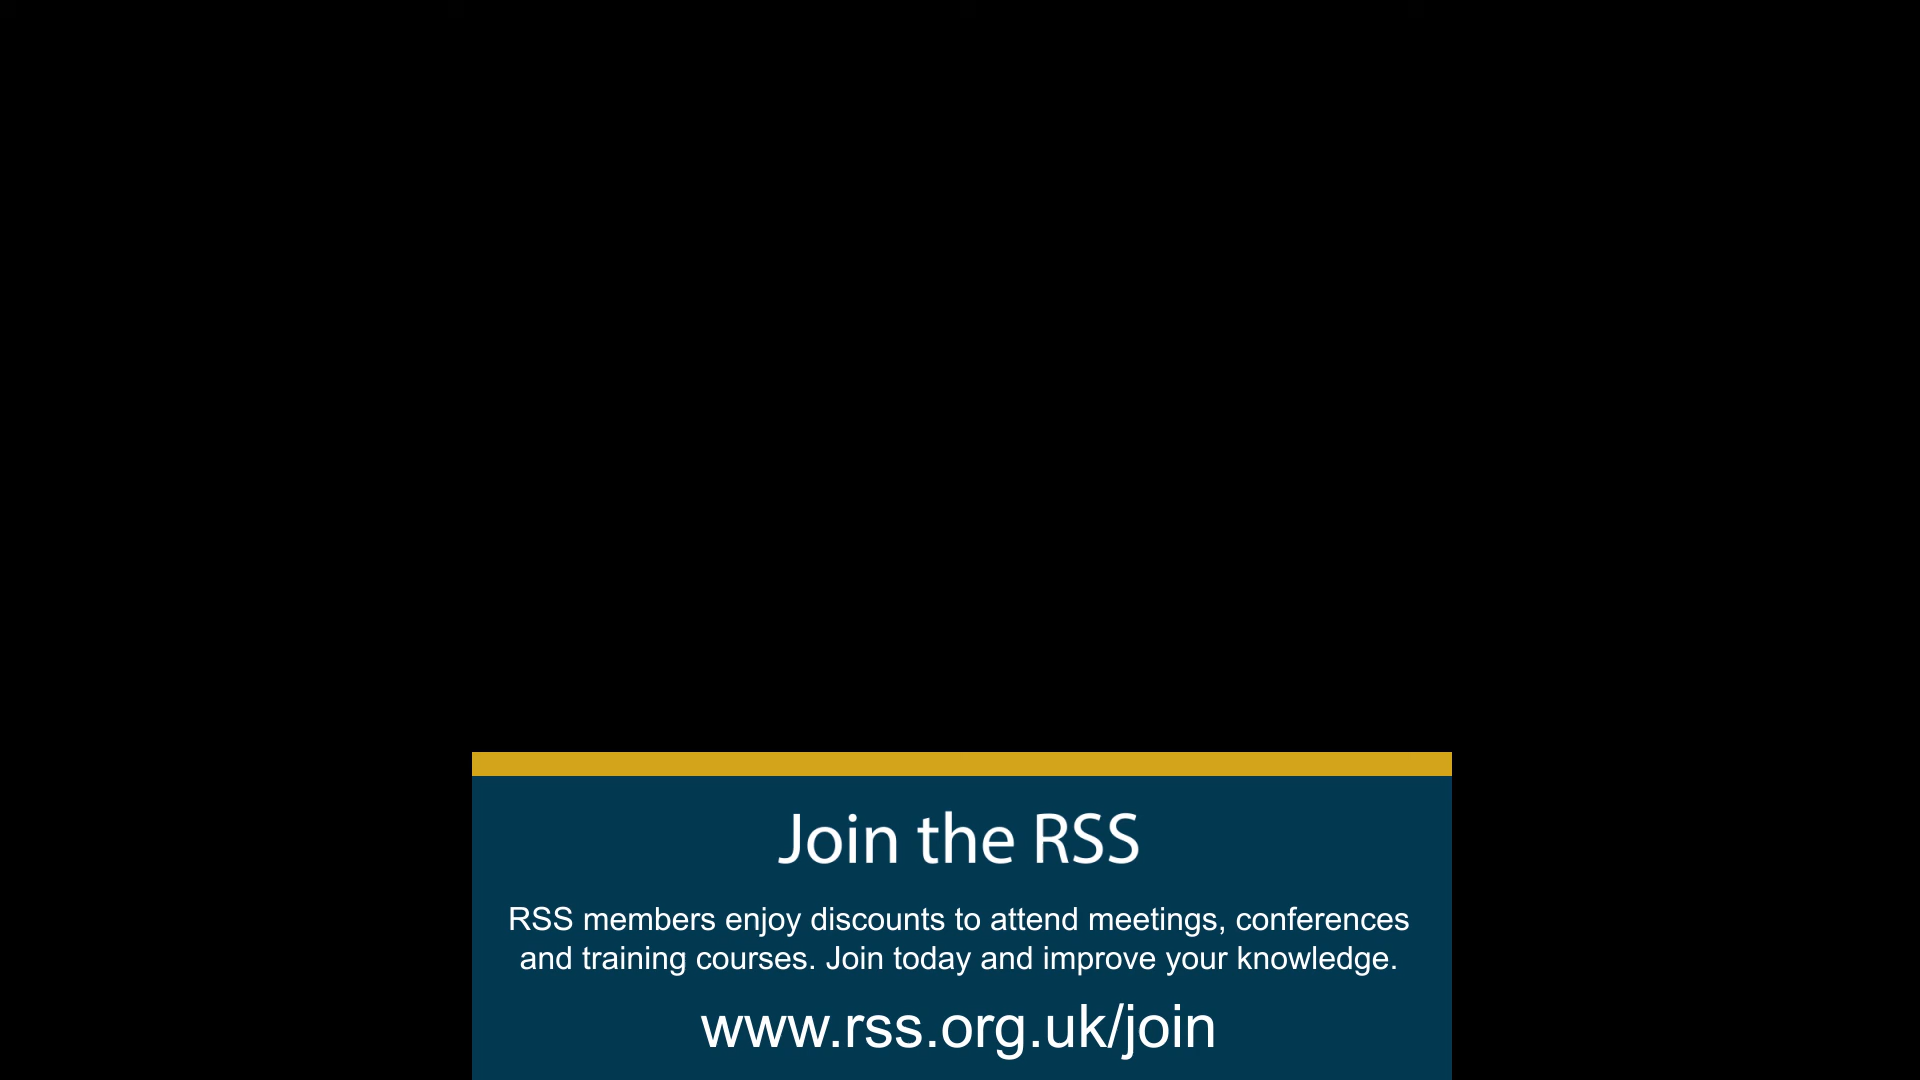 Join the RSS
RSS members enjoy discounts to attend meetings, conferences
and training courses. Join today and improve your knowledge.
www.rss.org.uk/join